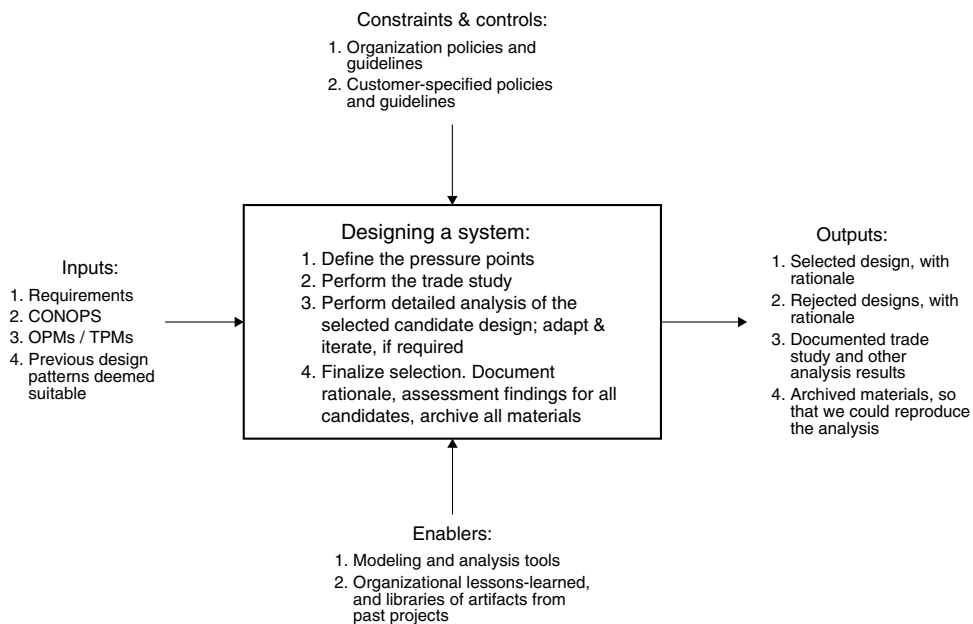 Constraints & controls:
1. Organization policies and
guidelines
2. Customer-specified policies
and guidelines
Inputs:
1. Requirements
2. CONOPS
3. OPMs / TPMs
4. Previous design
patterns deemed
suitable
Designing a system:
1. Define the pressure points
2. Perform the trade study
3. Perform detailed analysis of the
selected candidate design; adapt &
iterate, if required
4. Finalize selection. Document
rationale, assessment findings for all
candidates, archive all materials
Outputs:
1. Selected design, with
rationale
2. Rejected designs, with
rationale
3. Documented trade
study and other
analysis results
4. Archived materials, so
that we could reproduce
the analysis
Enablers:
1. Modeling and analysis tools
2. Organizational lessons-learned,
and libraries of artifacts from
past projects